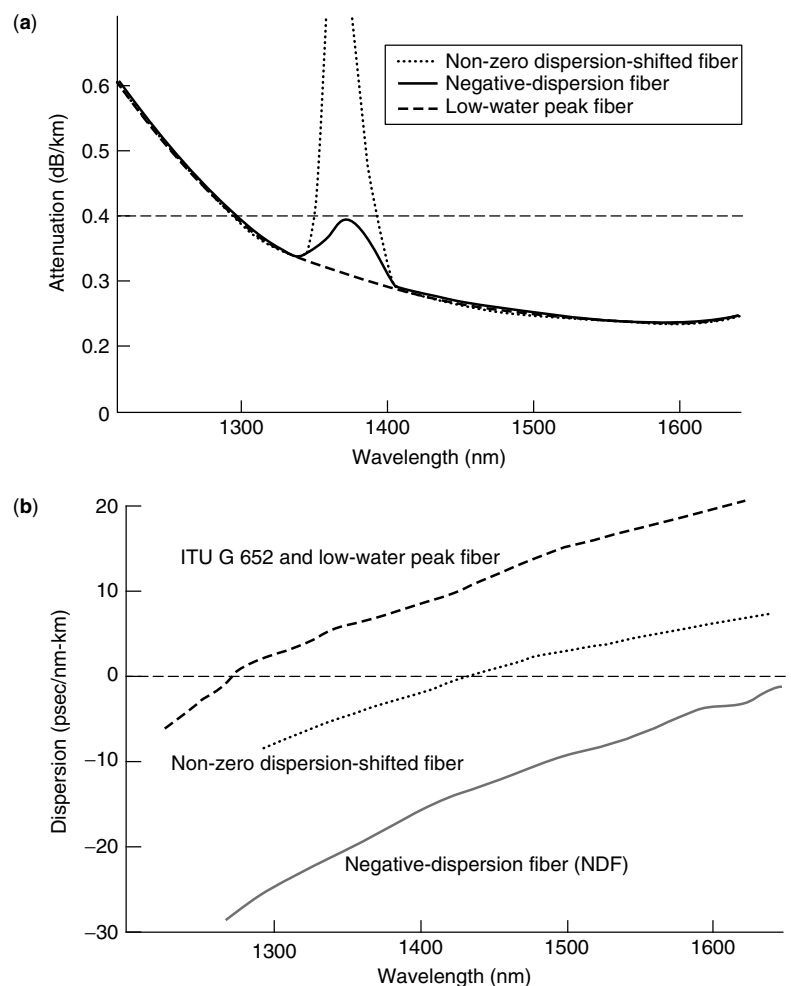 (a)
Non-zero dispersion-shifted fiber
Negative-dispersion fiber
Low-water peak fiber
0.6
0.5
0.4
0.3
0.2
0
Attenuation (dB/km)
1300
1400
1500
1600
Wavelength (nm)
(b)
20
10
0
−10
−20
−30
Dispersion (psec/nm-km)
ITU G 652 and low-water peak fiber
Non-zero dispersion-shifted fiber
Negative-dispersion fiber (NDF)
1300
1400
1500
1600
Wavelength (nm)